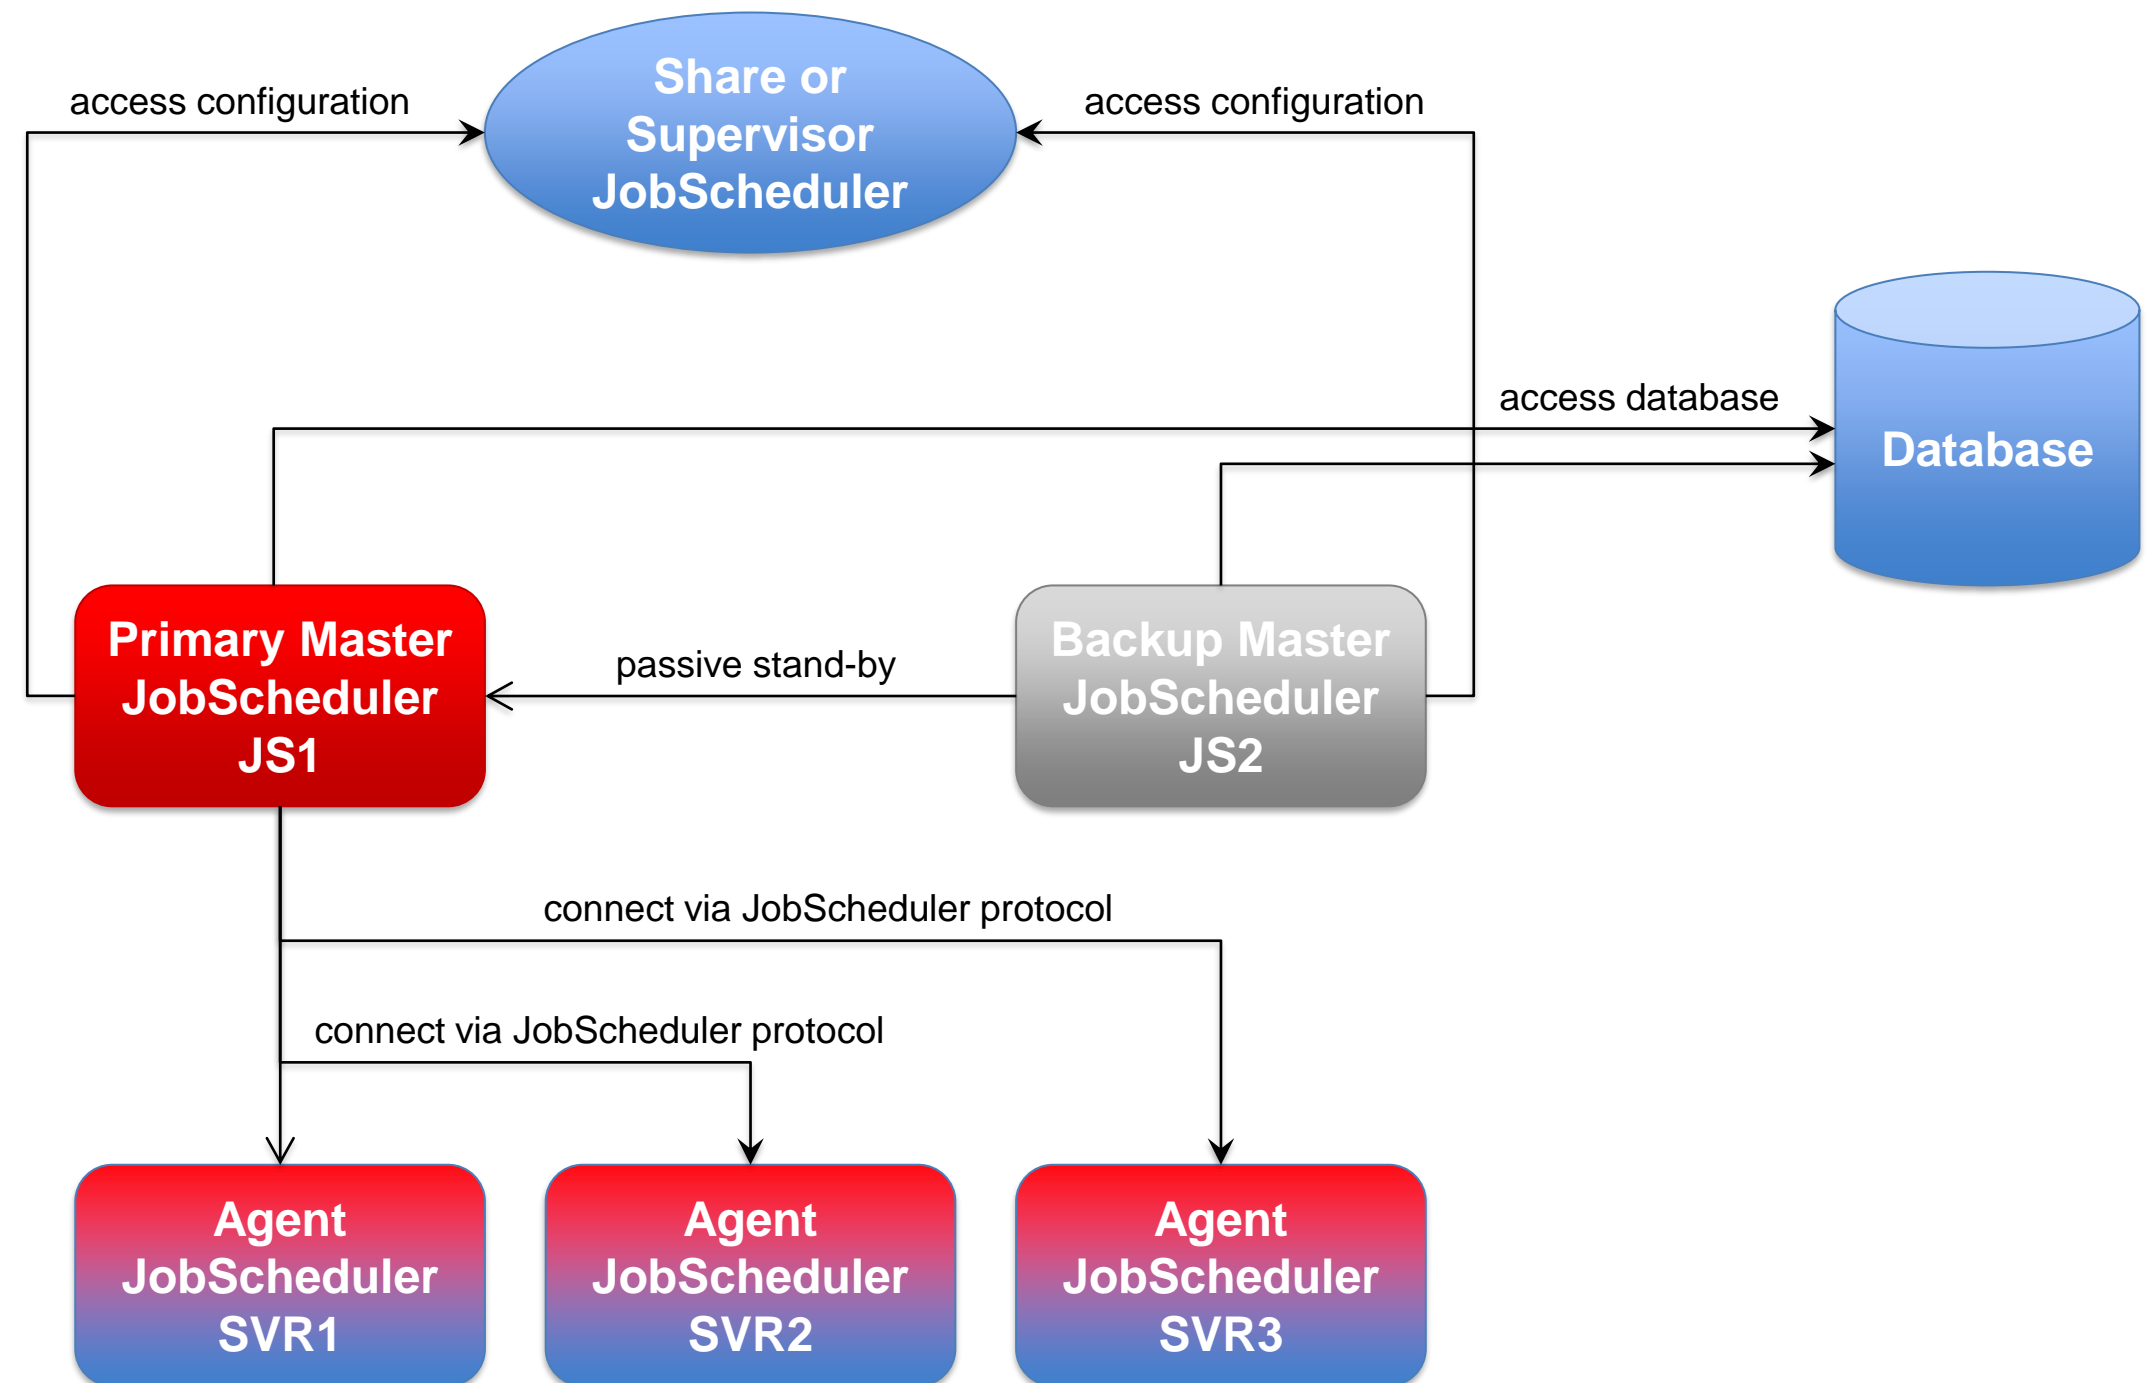 access configuration
Share or
Supervisor
JobScheduler
access configuration
access database
Database
Primary Master
JobScheduler
JS1
passive stand-by
Backup Master
JobScheduler
JS2
connect via JobScheduler protocol
connect via JobScheduler protocol
Agent
JobScheduler
SVR1
Agent
JobScheduler
SVR2
Agent
JobScheduler
SVR3